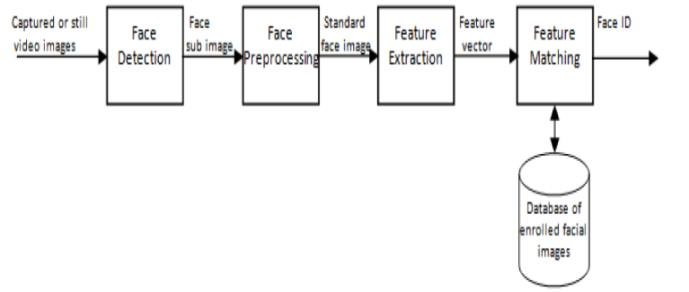 Captured or still
video images
Face
Detection
Face
sub image
Face
Preprocessing
Standard
face image
Feature
Extraction
Feature
vector
Feature
Matching
Face ID
Database of
enrolled facial
images